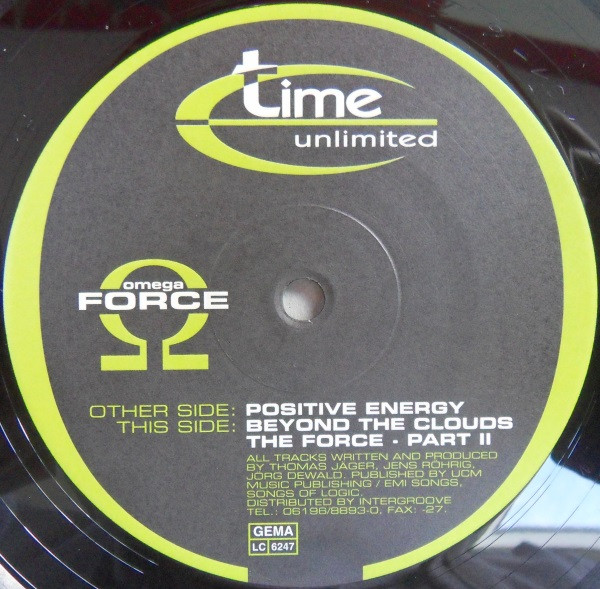 time
unlimited
omega
FORCE
OTHER SIDE: POSITIVE ENERGY
THIS SIDE: BEYOND THE CLOUDS
THE FORCE - PART II
ALL TRACKS WRITTEN AND PRODUCED
BY THOMAS JÄGER, JENS RÖHRIG,
JÖRG DEWALD. PUBLISHED BY UCM
MUSIC PUBLISHING / EMI SONGS,
SONGS OF LOGIC.
DISTRIBUTED BY INTERGROOVE
TEL.: 06196/8893-0, FAX: -27.
GEMA
LC 6247